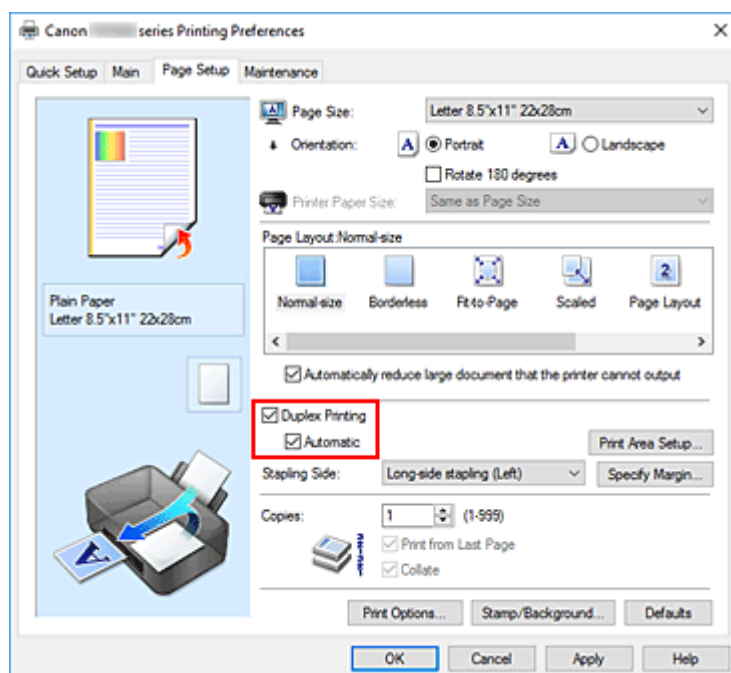 Canon series Printing Preferences
Quick Setup Main Page Setup Maintenance
Page Size: Letter 8.5"x11" 22x28cm
Orientation: A Portrait A Landscape
Rotate 180 degrees
Printer Paper Size: Same as Page Size
Page Layout:Normal-size
2
Normal-size Borderless Fit-to-Page Scaled Page Layout
Plain Paper
Letter 8.5"x11" 22x28cm
Automatically reduce large document that the printer cannot output
Duplex Printing
Automatic
Print Area Setup...
Stapling Side: Long-side stapling (Left) Specify Margin...
A
Copies: 1 (1-999)
Print from Last Page
Collate
Print Options... Stamp/Background... Defaults
OK Cancel Apply Help